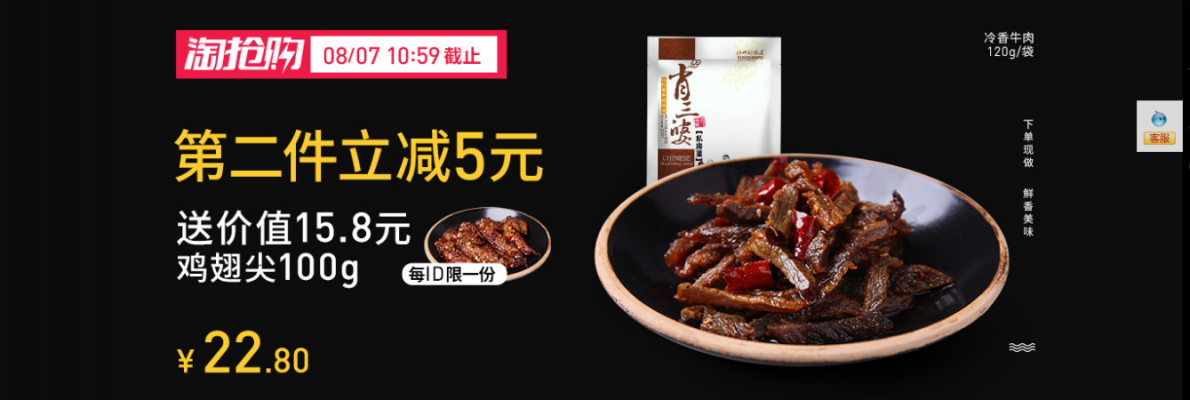 淘抢购
08/07 10:59 截止
第二件立减5元
送价值15.8元
鸡翅尖100g
每ID限一份
¥ 22.80
肖三婆
【私房菜】
CHINESE
冷香牛肉
120g/袋
下单现做 鲜香美味
客服